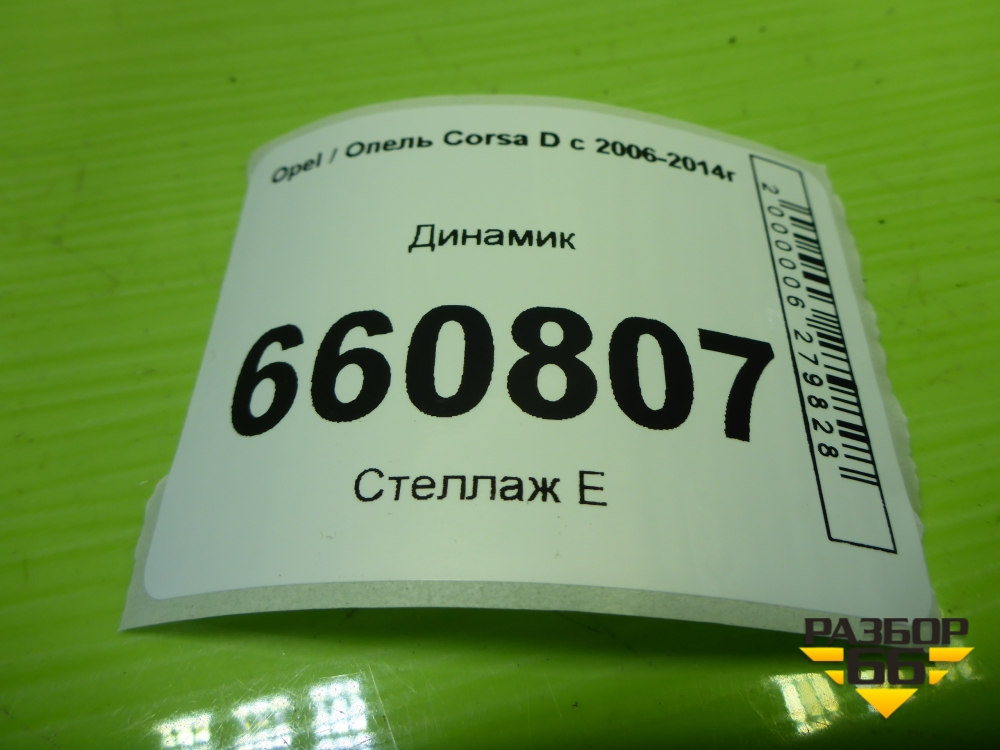 Opel / Опель Corsa D с 2006-2014г
Динамик
660807
Стеллаж Е
2000006279828
РАЗБОР
66